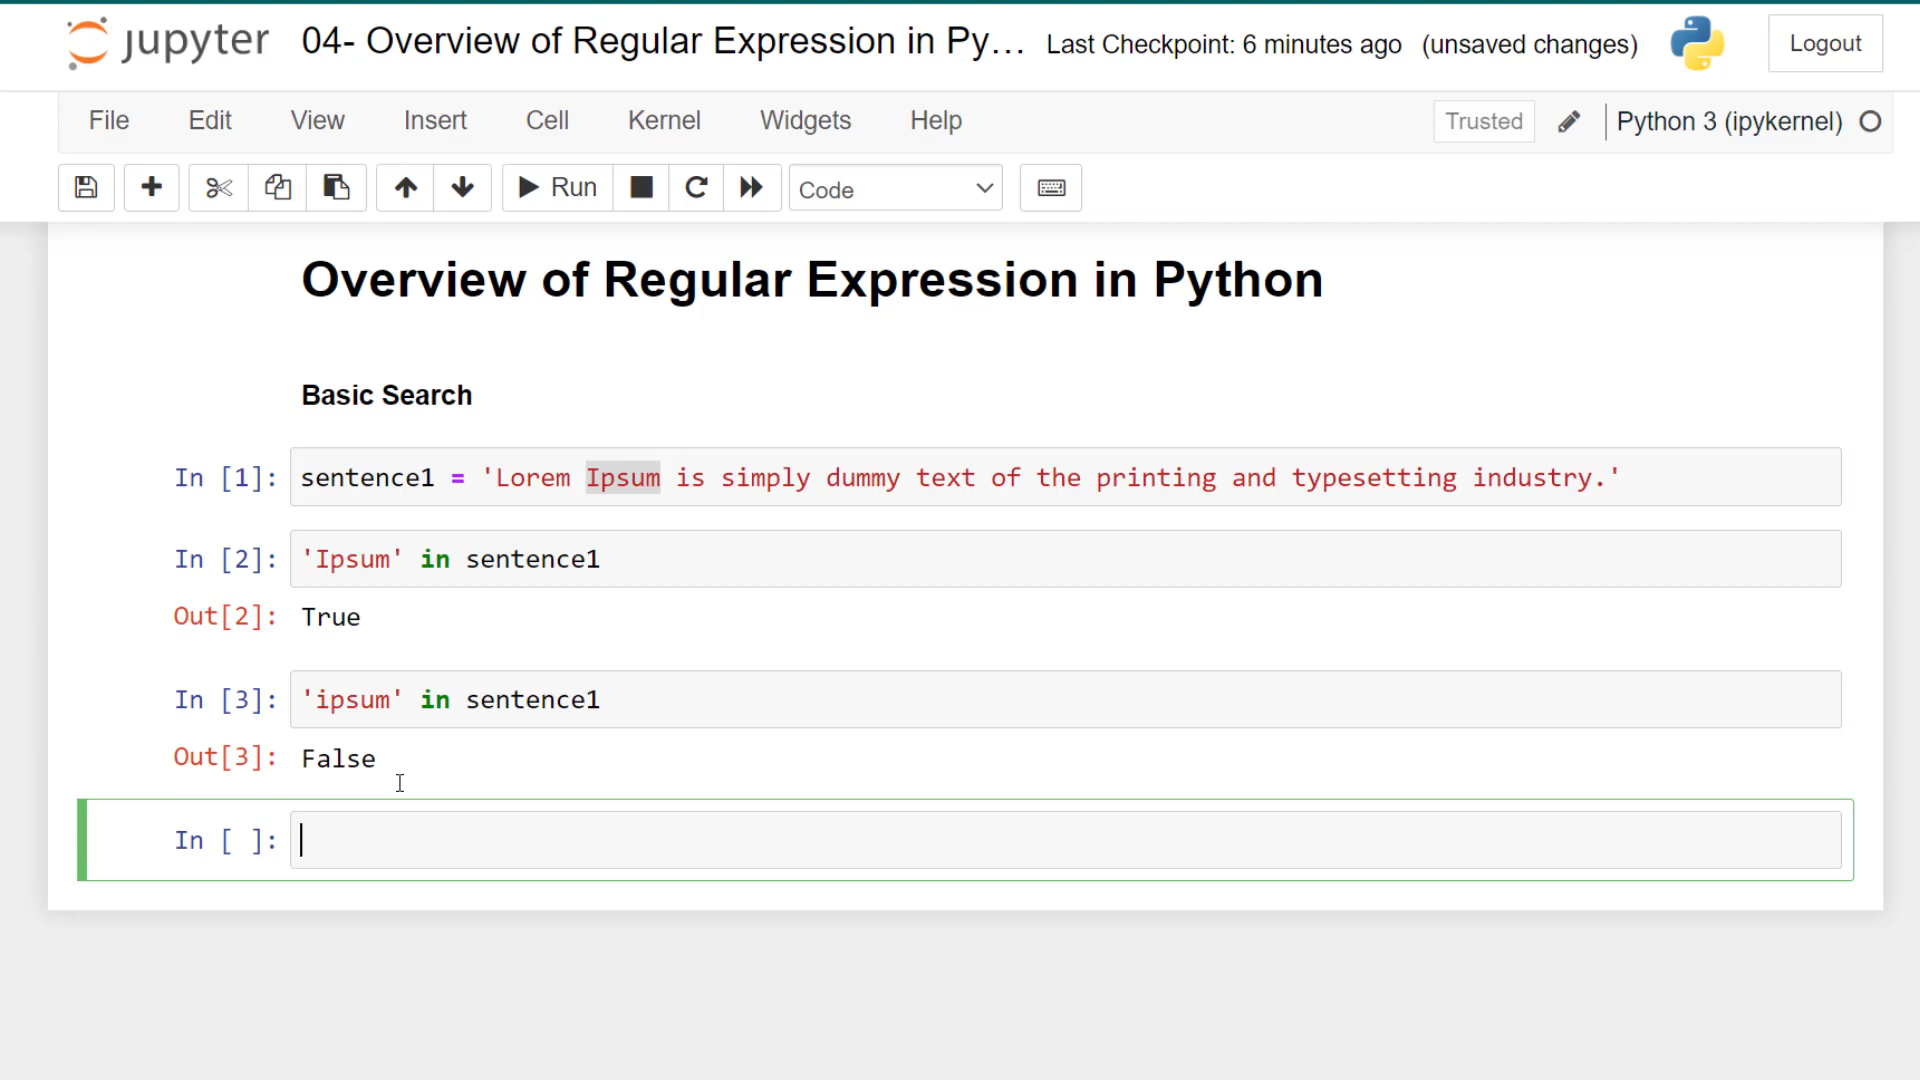 jupyter 04- Overview of Regular Expression in Py... Last Checkpoint: 6 minutes ago (unsaved changes) Logout
File Edit View Insert Cell Kernel Widgets Help Trusted Python 3 (ipykernel)
Run Code
Overview of Regular Expression in Python
Basic Search
In [1]: sentence1 = 'Lorem Ipsum is simply dummy text of the printing and typesetting industry.'
In [2]: 'Ipsum' in sentence1
Out[2]: True
In [3]: 'ipsum' in sentence1
Out[3]: False
In [ ]: